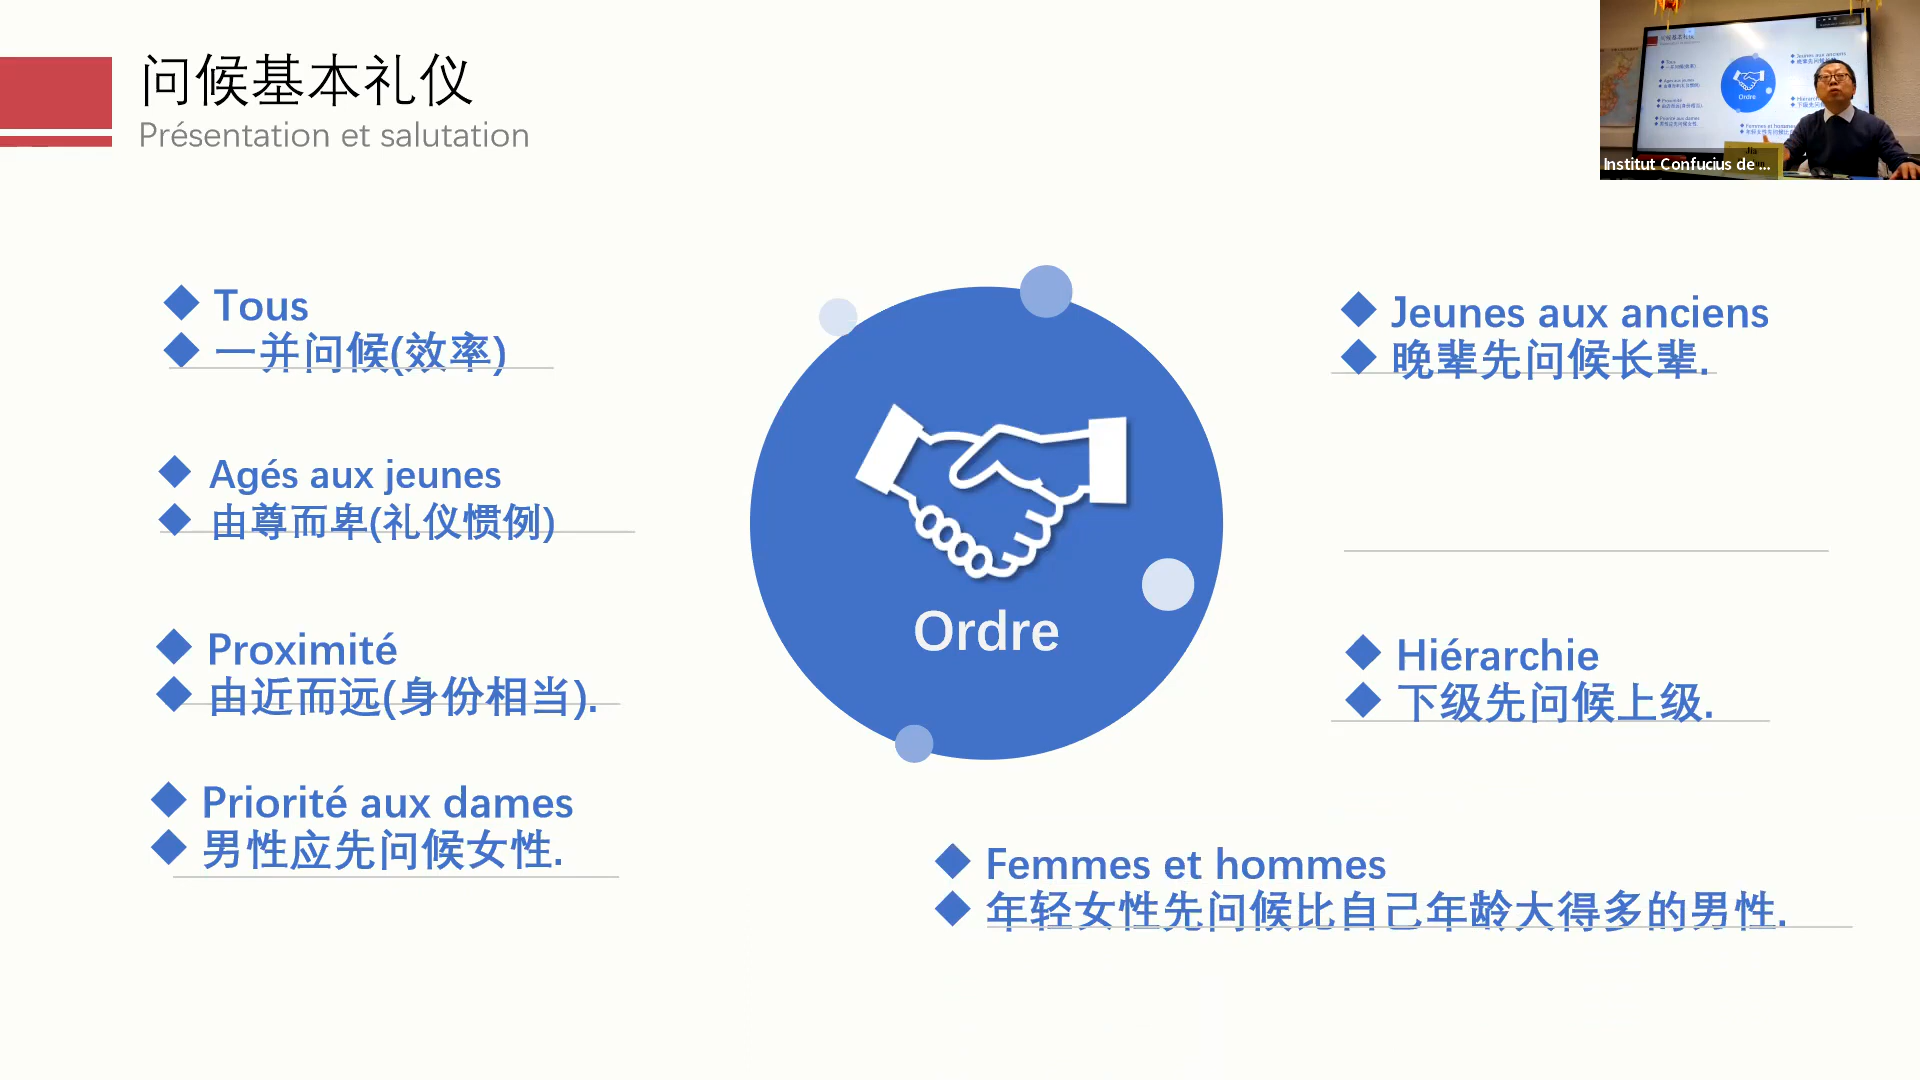 问候基本礼仪
Présentation et salutation
Institut Confucius de ...
Tous
一并问候(效率)
Agés aux jeunes
由尊而卑(礼仪惯例)
Proximité
由近而远(身份相当).
Priorité aux dames
男性应先问候女性.
Ordre
Jeunes aux anciens
晚辈先问候长辈.
Hiérarchie
下级先问候上级.
Femmes et hommes
年轻女性先问候比自己年龄大得多的男性.